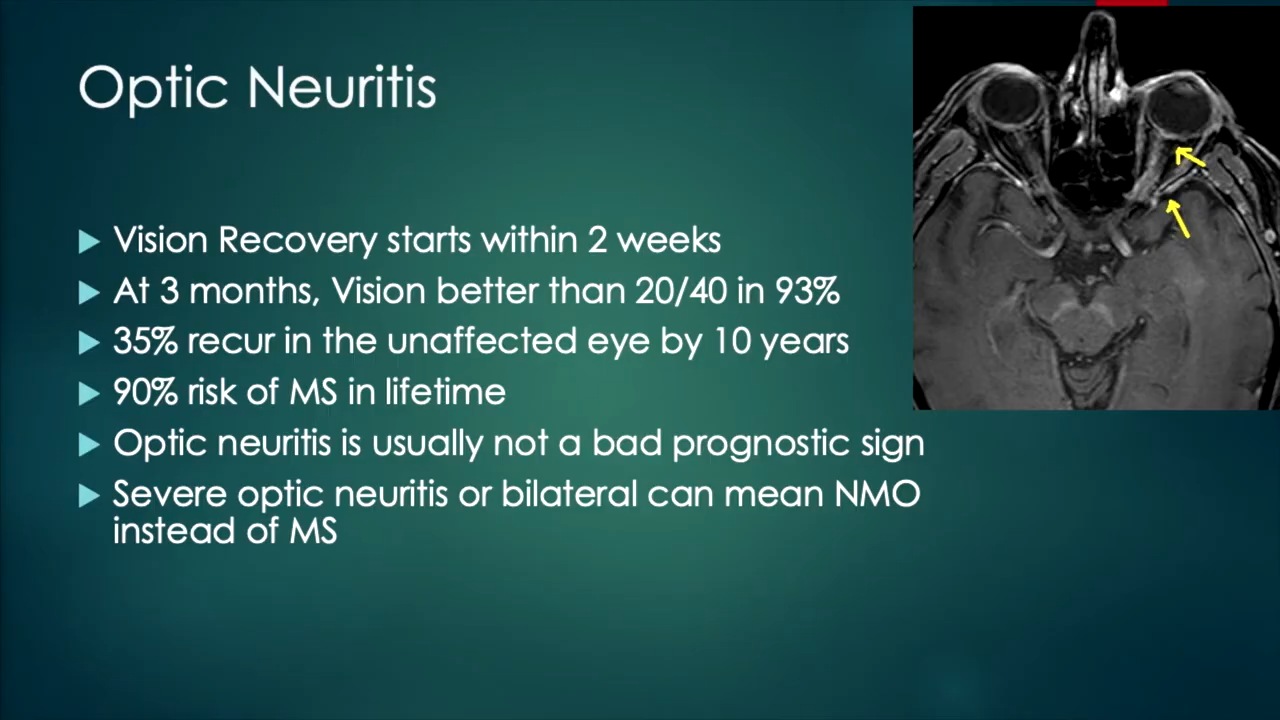 Optic Neuritis
Vision Recovery starts within 2 weeks
At 3 months, Vision better than 20/40 in 93%
35% recur in the unaffected eye by 10 years
90% risk of MS in lifetime
Optic neuritis is usually not a bad prognostic sign
Severe optic neuritis or bilateral can mean NMO
instead of MS